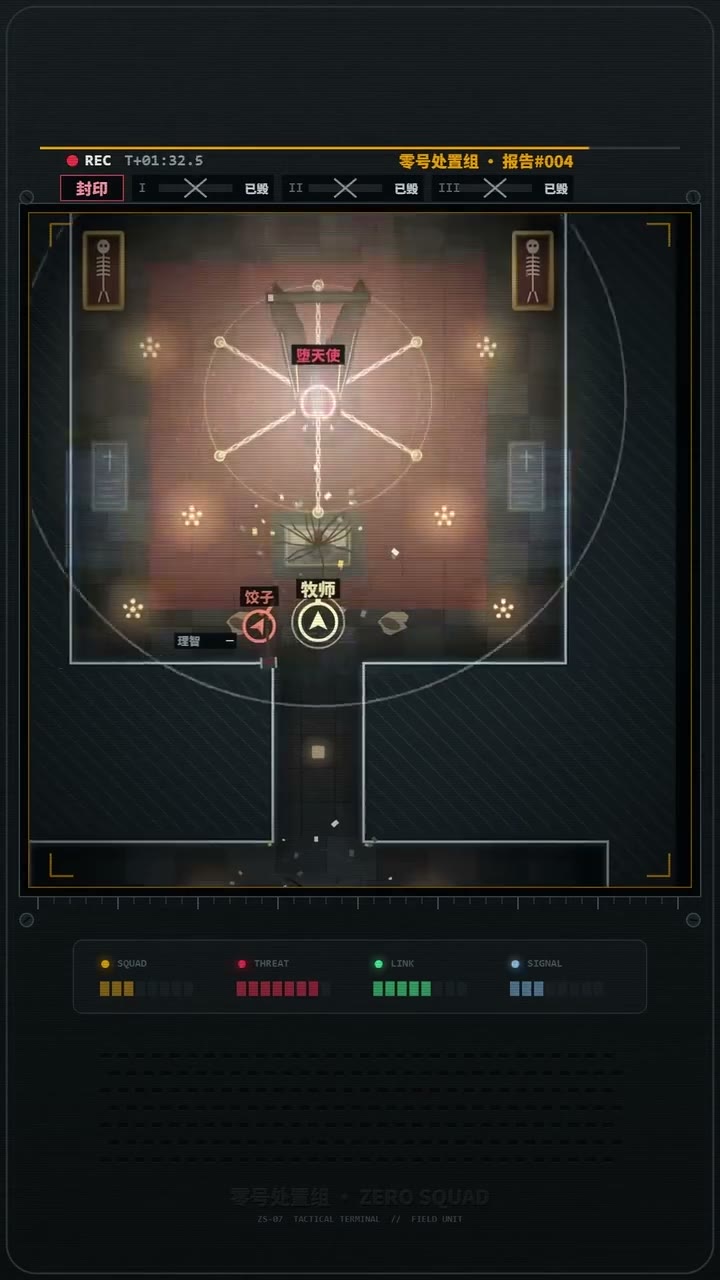 REC T+01:32.5 零号处置组 · 报告#004
封印 I 已毁 II 已毁 III 已毁
堕天使
饺子 牧师
理智 —
SQUAD THREAT LINK SIGNAL
零号处置组 · ZERO SQUAD
ZS-07 TACTICAL TERMINAL // FIELD UNIT